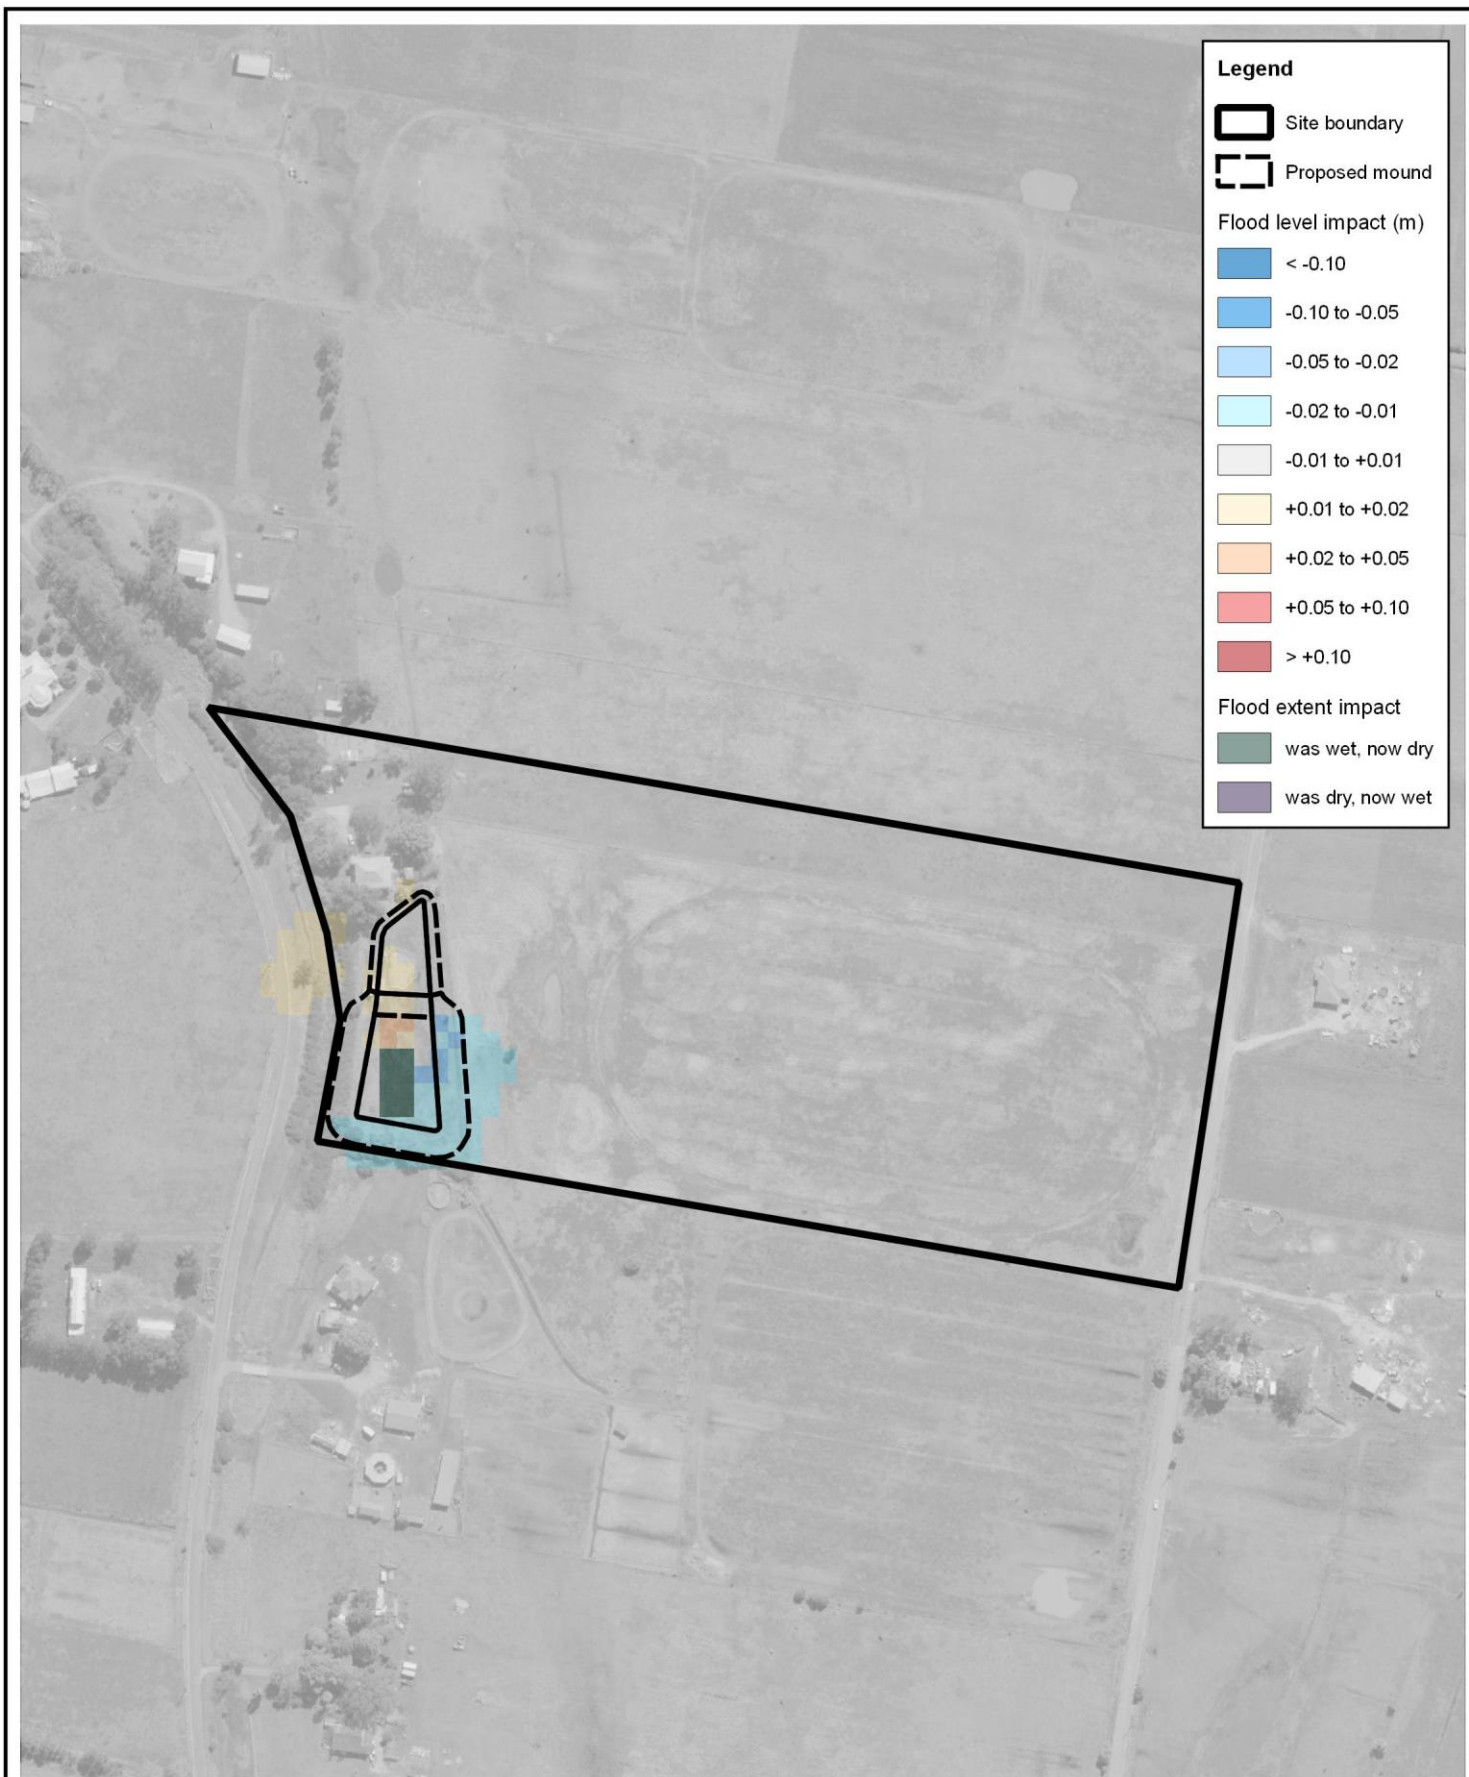 Legend
Site boundary
Proposed mound
Flood level impact (m)
< -0.10
-0.10 to -0.05
-0.05 to -0.02
-0.02 to -0.01
-0.01 to +0.01
+0.01 to +0.02
+0.02 to +0.05
+0.05 to +0.10
> +0.10
Flood extent impact
was wet, now dry
was dry, now wet